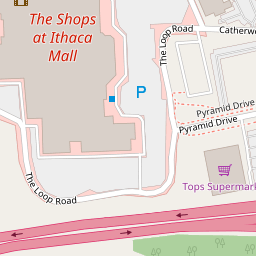 The Shops
at Ithaca
Mall
The Loop Road
Catherw
P
Pyramid Drive
Pyramid Drive
Tops Supermark
The Loop Road